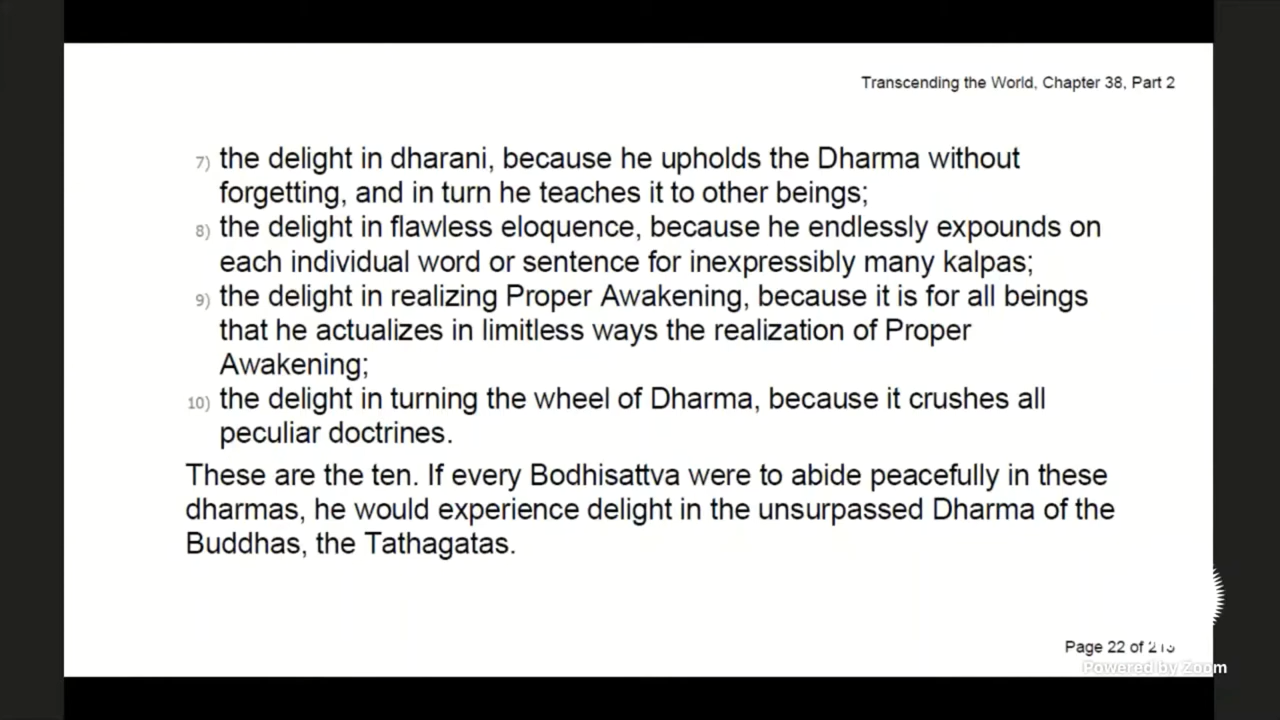 Transcending the World, Chapter 38, Part 2
7) the delight in dharani, because he upholds the Dharma without
forgetting, and in turn he teaches it to other beings;
8) the delight in flawless eloquence, because he endlessly expounds on
each individual word or sentence for inexpressibly many kalpas;
9) the delight in realizing Proper Awakening, because it is for all beings
that he actualizes in limitless ways the realization of Proper
Awakening;
10) the delight in turning the wheel of Dharma, because it crushes all
peculiar doctrines.
These are the ten. If every Bodhisattva were to abide peacefully in these
dharmas, he would experience delight in the unsurpassed Dharma of the
Buddhas, the Tathagatas.
Page 22 of
Powered by Zoom